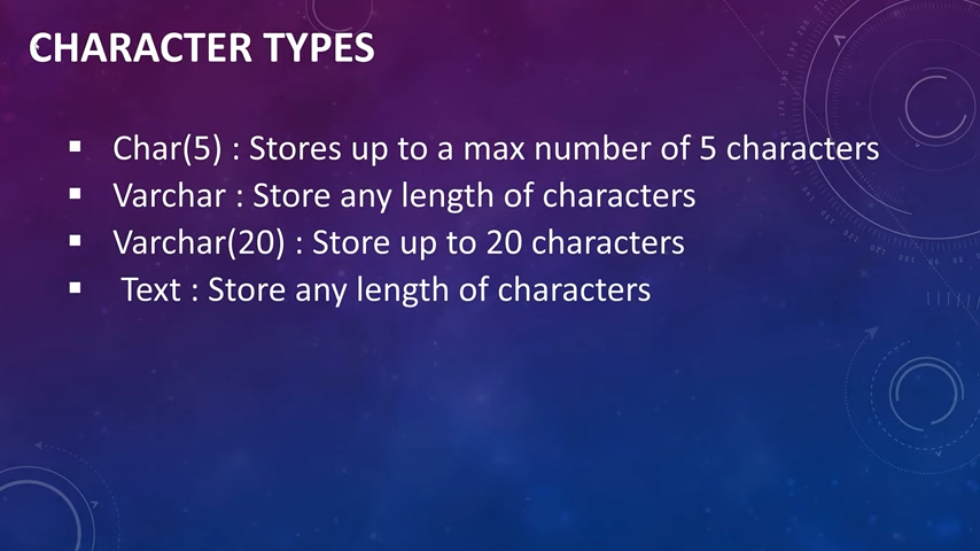 CHARACTER TYPES
▪ Char(5) : Stores up to a max number of 5 characters
▪ Varchar : Store any length of characters
▪ Varchar(20) : Store up to 20 characters
▪ Text : Store any length of characters